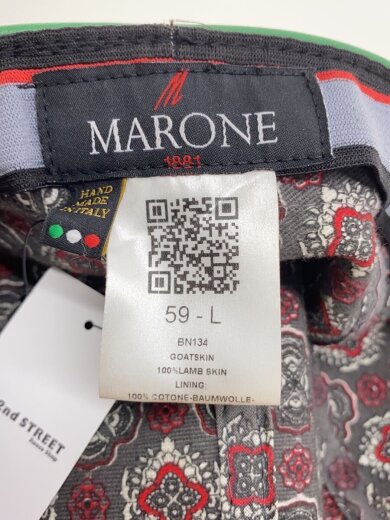 MARONE
1881
HAND
MADE
IN ITALY
59 - L
BN134
GOATSKIN
100%LAMB SKIN
LINING:
100% COTONE-BAUMWOLLE-
2nd STREET